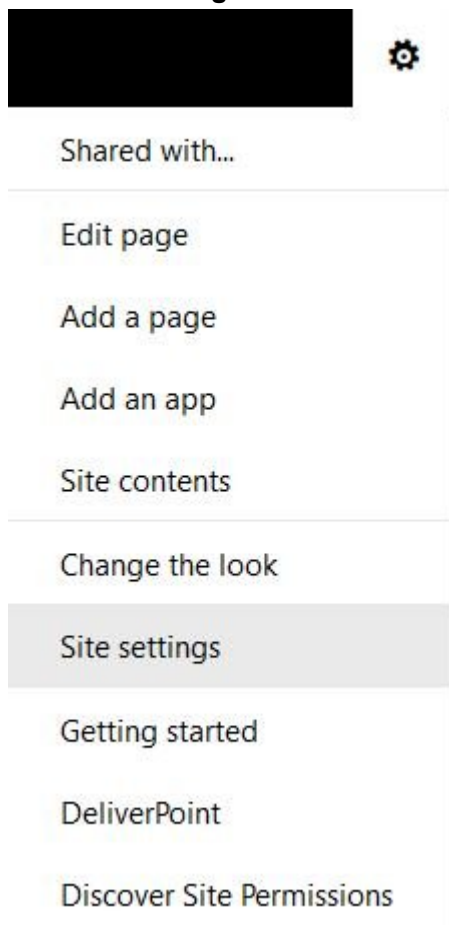 Shared with...
Edit page
Add a page
Add an app
Site contents
Change the look
Site settings
Getting started
DeliverPoint
Discover Site Permissions